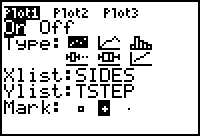 Plot1 Plot2 Plot3
On Off
Type:
Xlist:SIDES
Ylist:TSTEP
Mark: